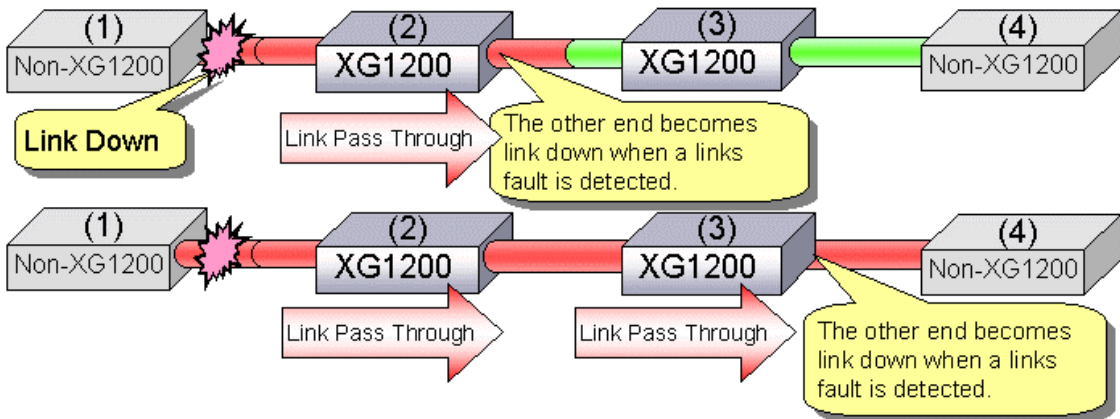 (1)
Non-XG1200
(2)
XG1200
(3)
XG1200
(4)
Non-XG1200
Link Down
Link Pass Through
The other end becomes
link down when a links
fault is detected.
(1)
Non-XG1200
(2)
XG1200
(3)
XG1200
(4)
Non-XG1200
Link Pass Through
Link Pass Through
The other end becomes
link down when a links
fault is detected.